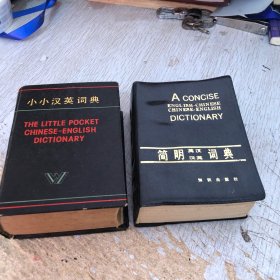 小小汉英词典
THE LITTLE POCKET
CHINESE-ENGLISH
DICTIONARY
W
A CONCISE
ENGLISH-CHINESE
CHINESE-ENGLISH
DICTIONARY
简明 英汉 汉英 词典